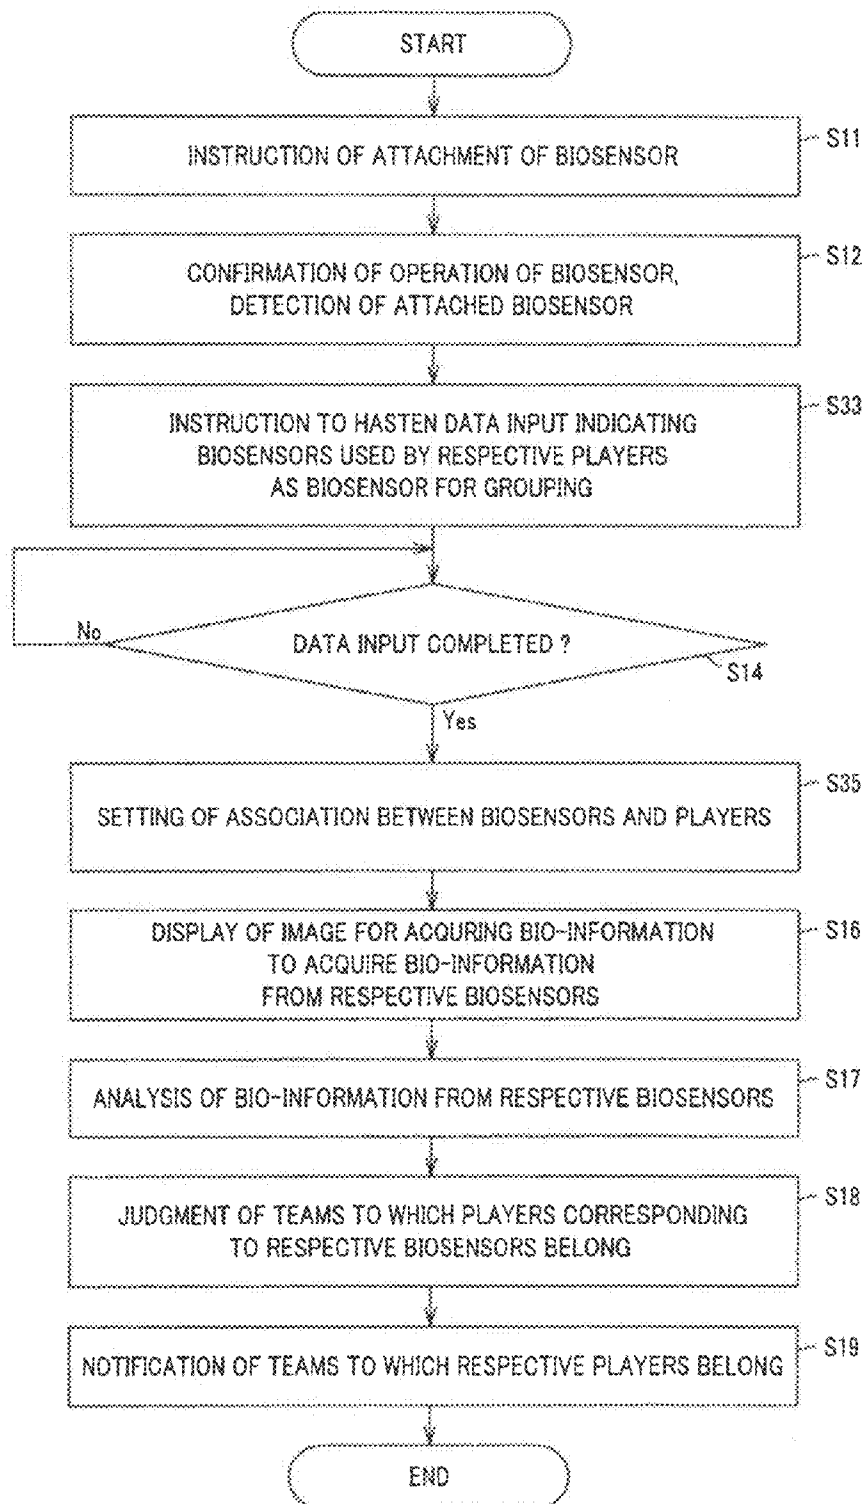 START
INSTRUCTION OF ATTACHMENT OF BIOSENSOR
S11
CONFIRMATION OF OPERATION OF BIOSENSOR,
DETECTION OF ATTACHED BIOSENSOR
S12
INSTRUCTION TO HASTEN DATA INPUT INDICATING
BIOSENSORS USED BY RESPECTIVE PLAYERS
AS BIOSENSOR FOR GROUPING
S33
No
DATA INPUT COMPLETED ?
S14
Yes
SETTING OF ASSOCIATION BETWEEN BIOSENSORS AND PLAYERS
S35
DISPLAY OF IMAGE FOR ACQURING BIO-INFORMATION
TO ACQUIRE BIO-INFORMATION
FROM RESPECTIVE BIOSENSORS
S16
ANALYSIS OF BIO-INFORMATION FROM RESPECTIVE BIOSENSORS
S17
JUDGMENT OF TEAMS TO WHICH PLAYERS CORRESPONDING
TO RESPECTIVE BIOSENSORS BELONG
S18
NOTIFICATION OF TEAMS TO WHICH RESPECTIVE PLAYERS BELONG
S19
END